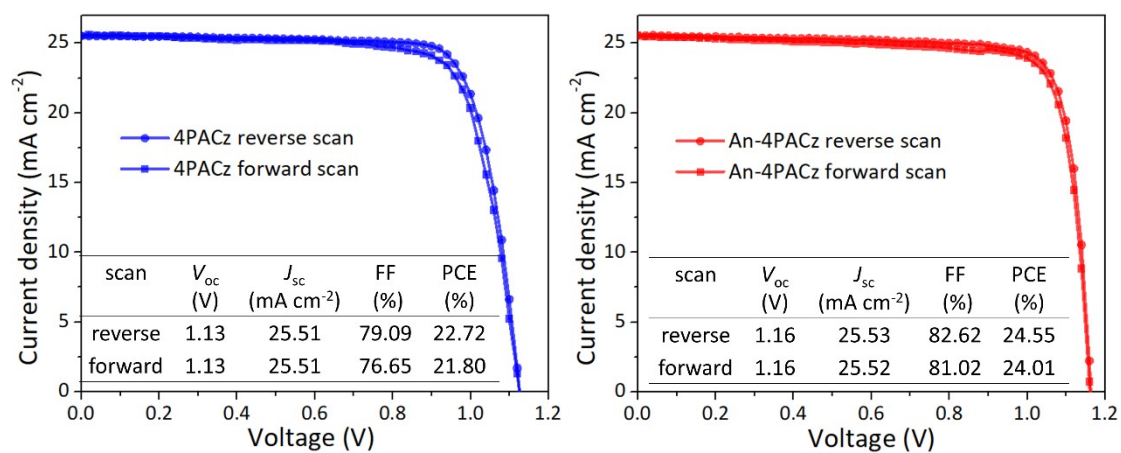 25
20
15
10
5
0
Current density (mA cm⁻²)
4PACz reverse scan
4PACz forward scan
scan Voc Jsc FF PCE
(V) (mA cm⁻²) (%) (%)
reverse 1.13 25.51 79.09 22.72
forward 1.13 25.51 76.65 21.80
0.0 0.2 0.4 0.6 0.8 1.0 1.2
Voltage (V)
25
20
15
10
5
0
Current density (mA cm⁻²)
An-4PACz reverse scan
An-4PACz forward scan
scan Voc Jsc FF PCE
(V) (mA cm⁻²) (%) (%)
reverse 1.16 25.53 82.62 24.55
forward 1.16 25.52 81.02 24.01
0.0 0.2 0.4 0.6 0.8 1.0 1.2
Voltage (V)